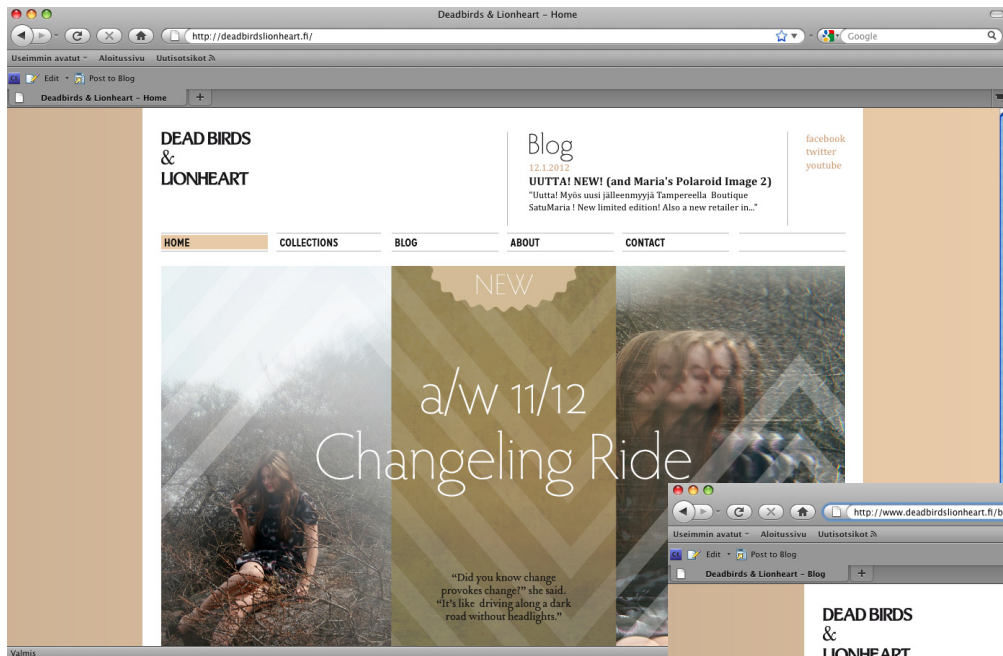 Deadbirds & Lionheart – Home
http://deadbirdslionheart.fi/
Google
Useimmin avatut
Aloitussivu
Uutisotsikot
Edit
Post to Blog
Deadbirds & Lionheart – Home
+
DEAD BIRDS
&
LIONHEART
Blog
12.1.2012
UUTTA! NEW! (and Maria's Polaroid Image 2)
"Uutta! Myös uusi jälleenmyyjä Tampereella Boutique
SatuMaria ! New limited edition! Also a new retailer in..."
facebook
twitter
youtube
HOME
COLLECTIONS
BLOG
ABOUT
CONTACT
NEW
a/w 11/12
Changeling Ride
“Did you know change
provokes change?” she said.
“It's like driving along a dark
road without headlights.”
Valmis
http://www.deadbirdslionheart.fi/b
Useimmin avatut
Aloitussivu
Uutisotsikot
Edit
Post to Blog
Deadbirds & Lionheart – Blog
+
DEAD BIRDS
&
LIONHEART